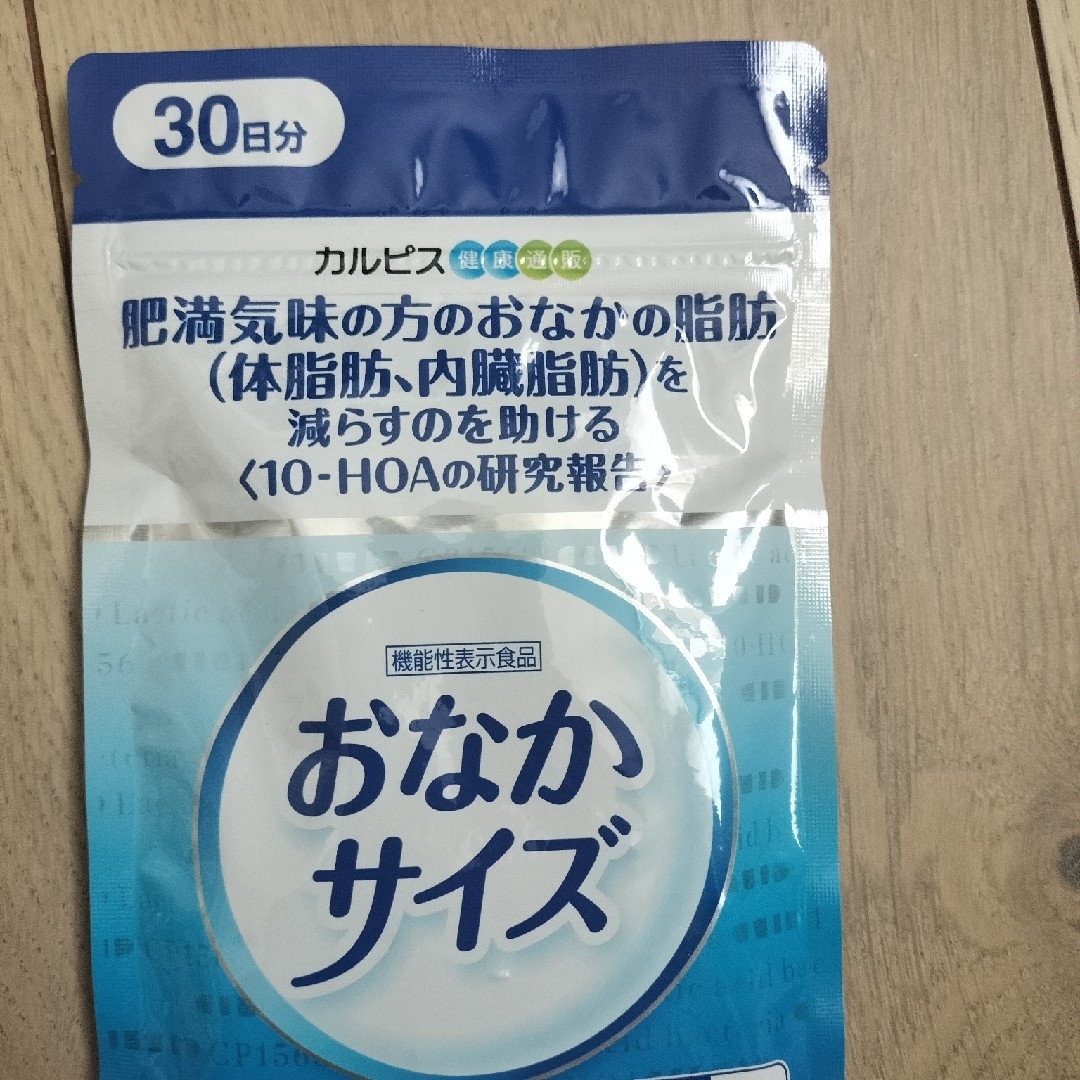 30日分
カルピス健康通販
肥満気味の方のおなかの脂肪
(体脂肪、内臓脂肪)を
減らすのを助ける
〈10-HOAの研究報告〉
機能性表示食品
おなか
サイズ